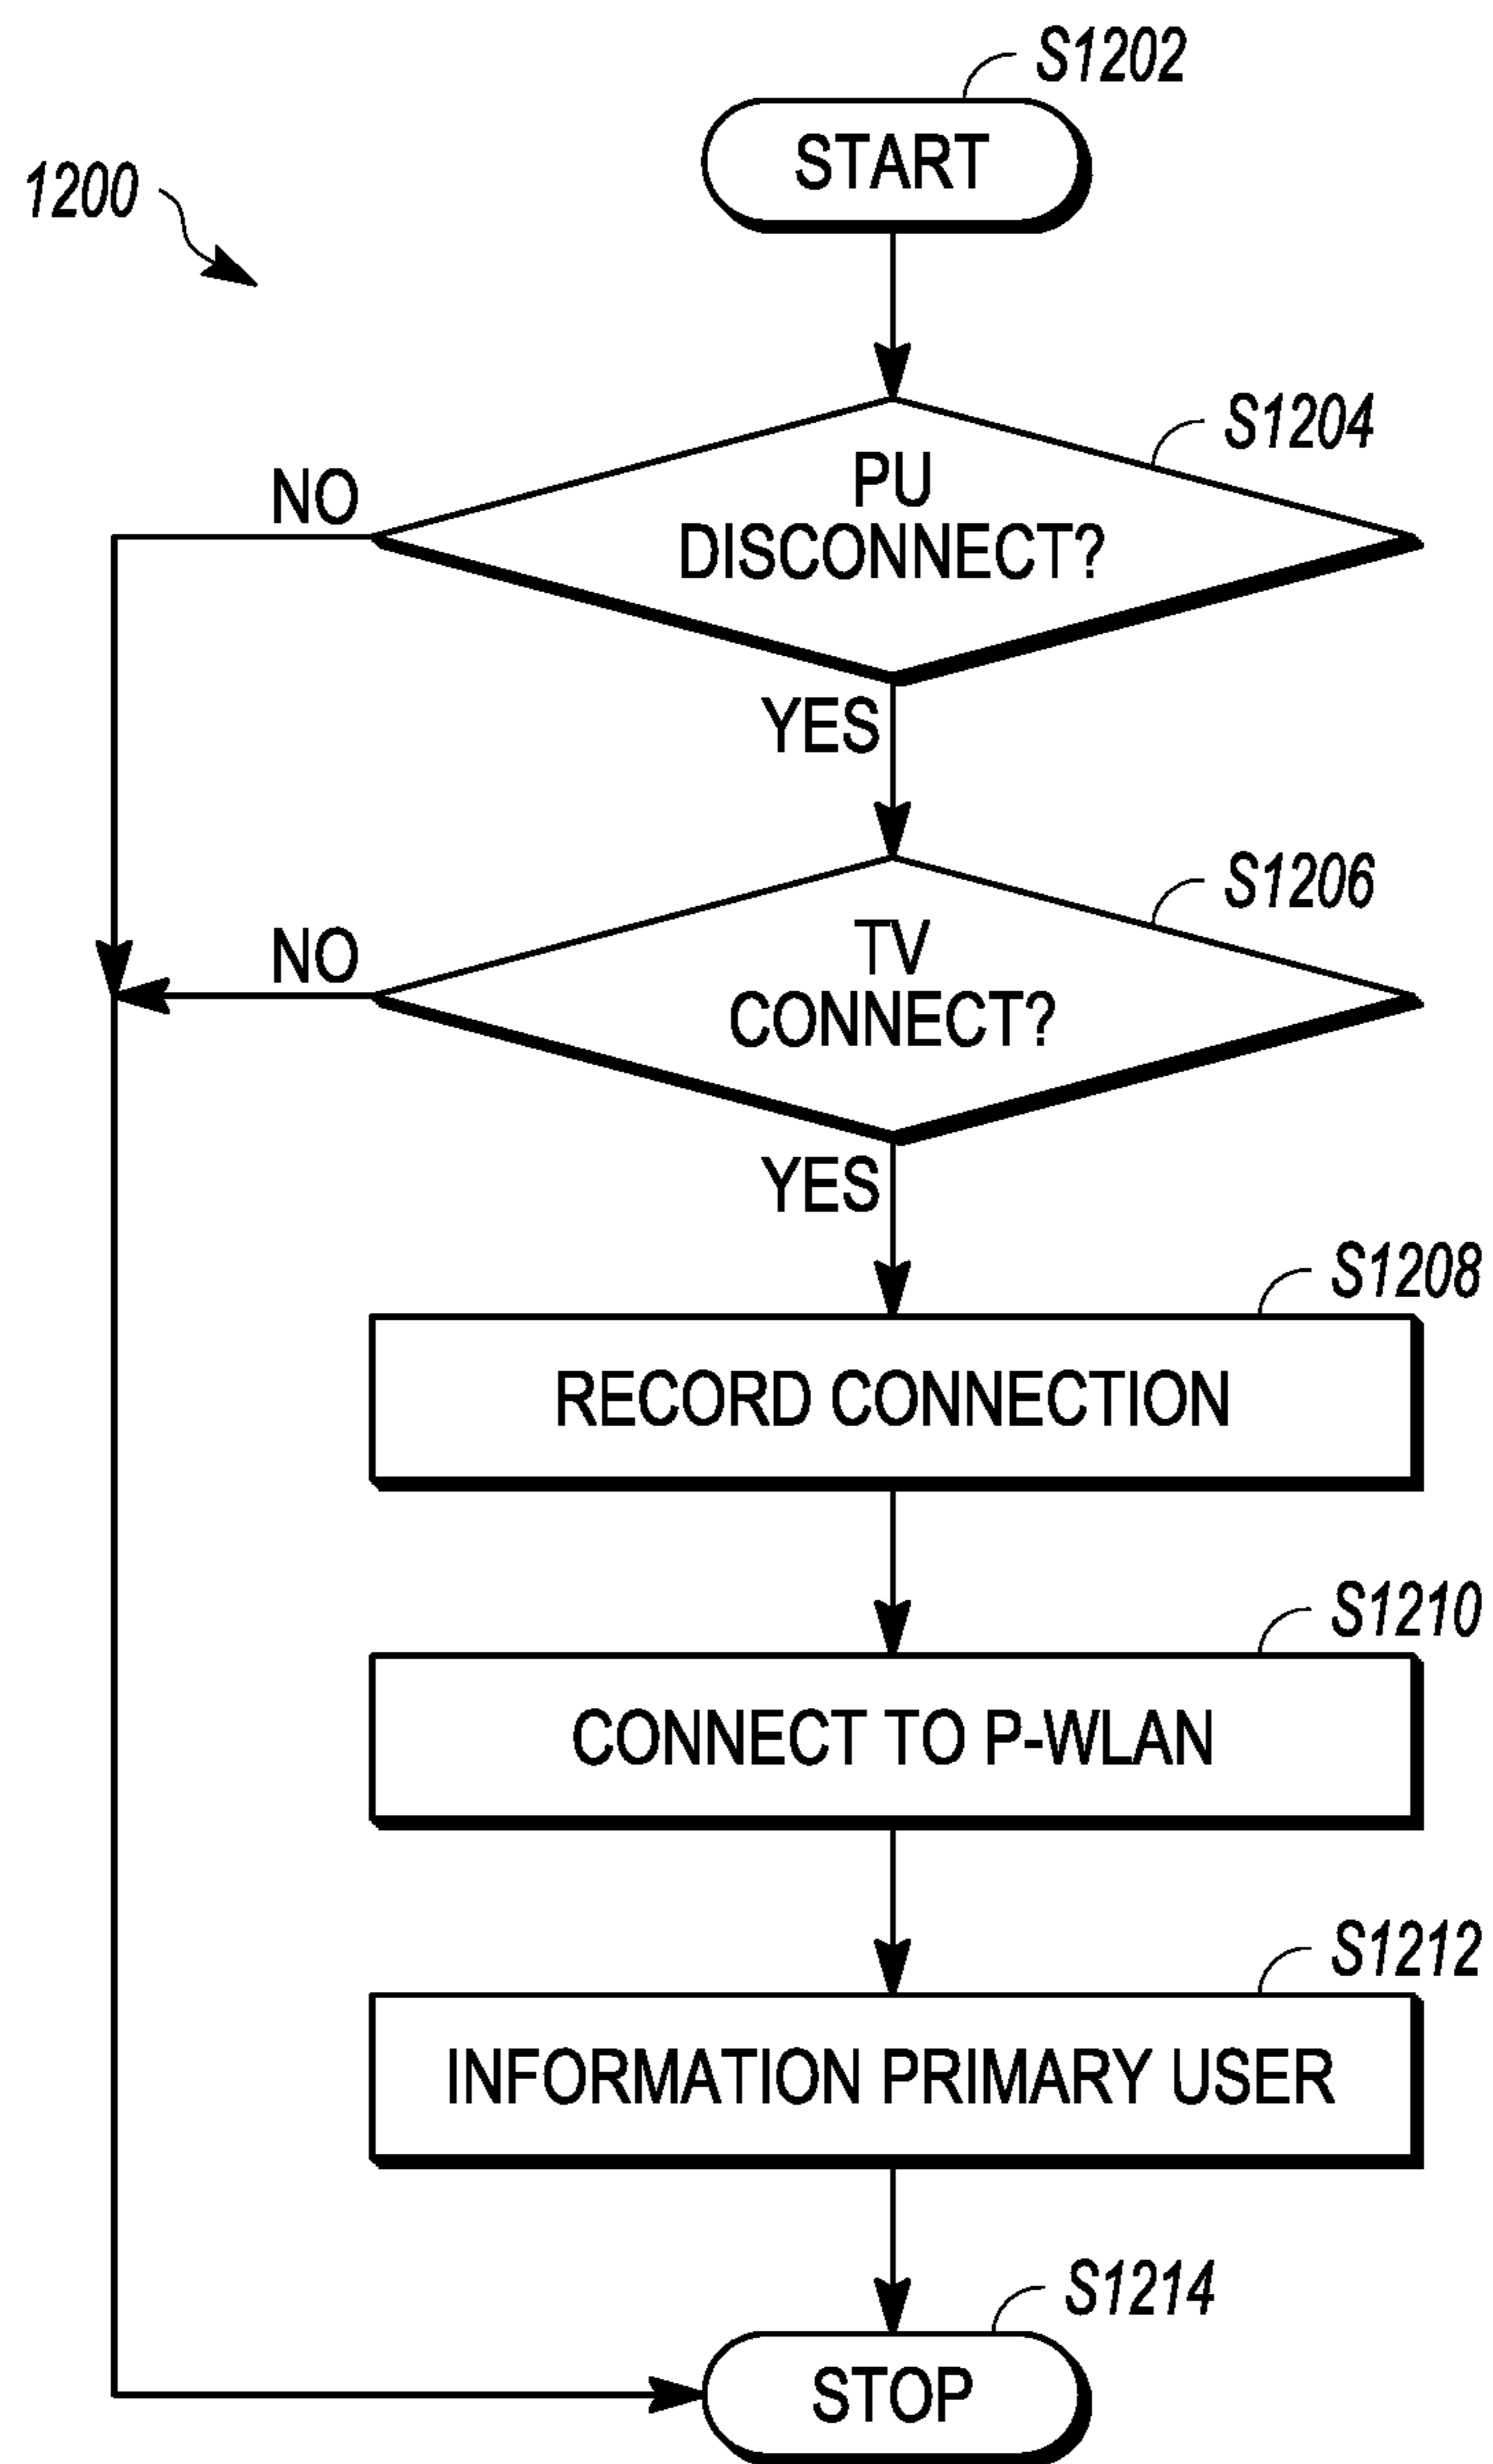 S1202
START
1200
S1204
PU
DISCONNECT?
NO
YES
S1206
TV
CONNECT?
NO
YES
S1208
RECORD CONNECTION
S1210
CONNECT TO P-WLAN
S1212
INFORMATION PRIMARY USER
S1214
STOP